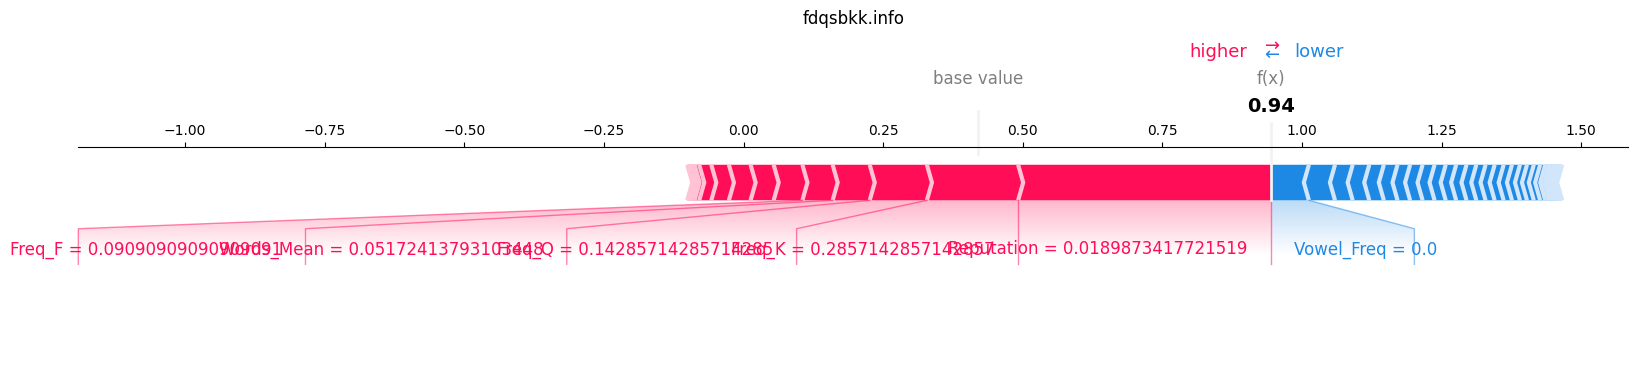 fdqsbkk.info
higher ⇄ lower
base value f(x)
0.94
−1.00 −0.75 −0.50 −0.25 0.00 0.25 0.50 0.75 1.00 1.25 1.50
Freq_F = 0.09090909090909091 Words_Mean = 0.05172413793103448 Freq_Q = 0.14285714285714285 Freq_K = 0.2857142857142857 Reputation = 0.0189873417721519 Vowel_Freq = 0.0